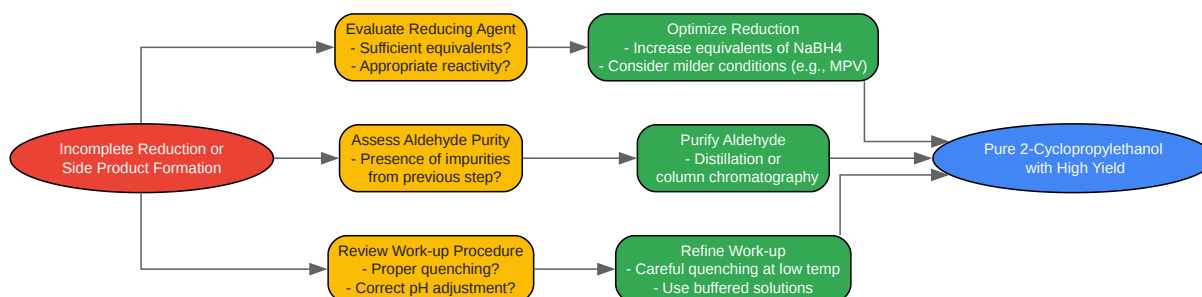 Evaluate Reducing Agent
- Sufficient equivalents?
- Appropriate reactivity?
Optimize Reduction
- Increase equivalents of NaBH4
- Consider milder conditions (e.g., MPV)
Incomplete Reduction or
Side Product Formation
Assess Aldehyde Purity
- Presence of impurities
from previous step?
Purify Aldehyde
- Distillation or
column chromatography
Pure 2-Cyclopropylethanol
with High Yield
Review Work-up Procedure
- Proper quenching?
- Correct pH adjustment?
Refine Work-up
- Careful quenching at low temp
- Use buffered solutions